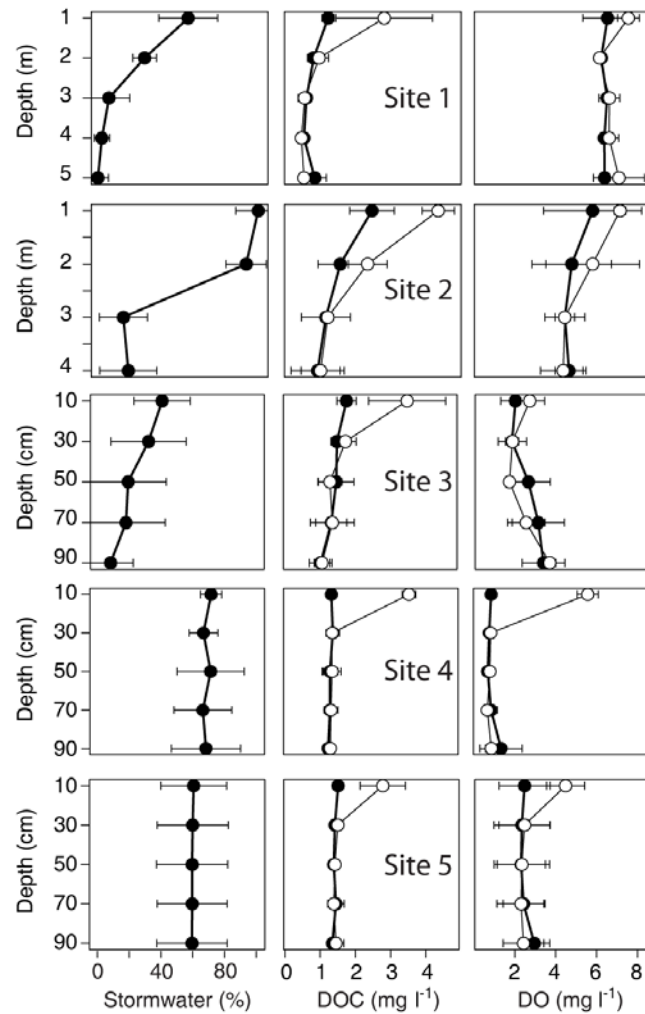 1
2
3
4
5
Depth (m)
Site 1
1
2
3
4
Depth (m)
Site 2
10
30
50
70
90
Depth (cm)
Site 3
10
30
50
70
90
Depth (cm)
Site 4
10
30
50
70
90
Depth (cm)
Site 5
0 40 80
0 1 2 3 4
2 4 6 8
Stormwater (%)
DOC (mg l⁻¹)
DO (mg l⁻¹)